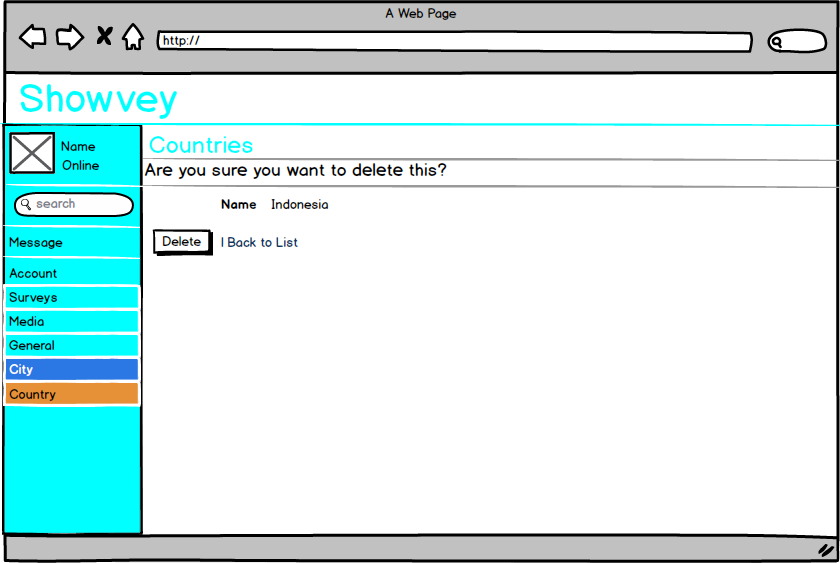 A Web Page
http://
Showvey
Name
Online
search
Message
Account
Surveys
Media
General
City
Country
Countries
Are you sure you want to delete this?
Name Indonesia
Delete | Back to List